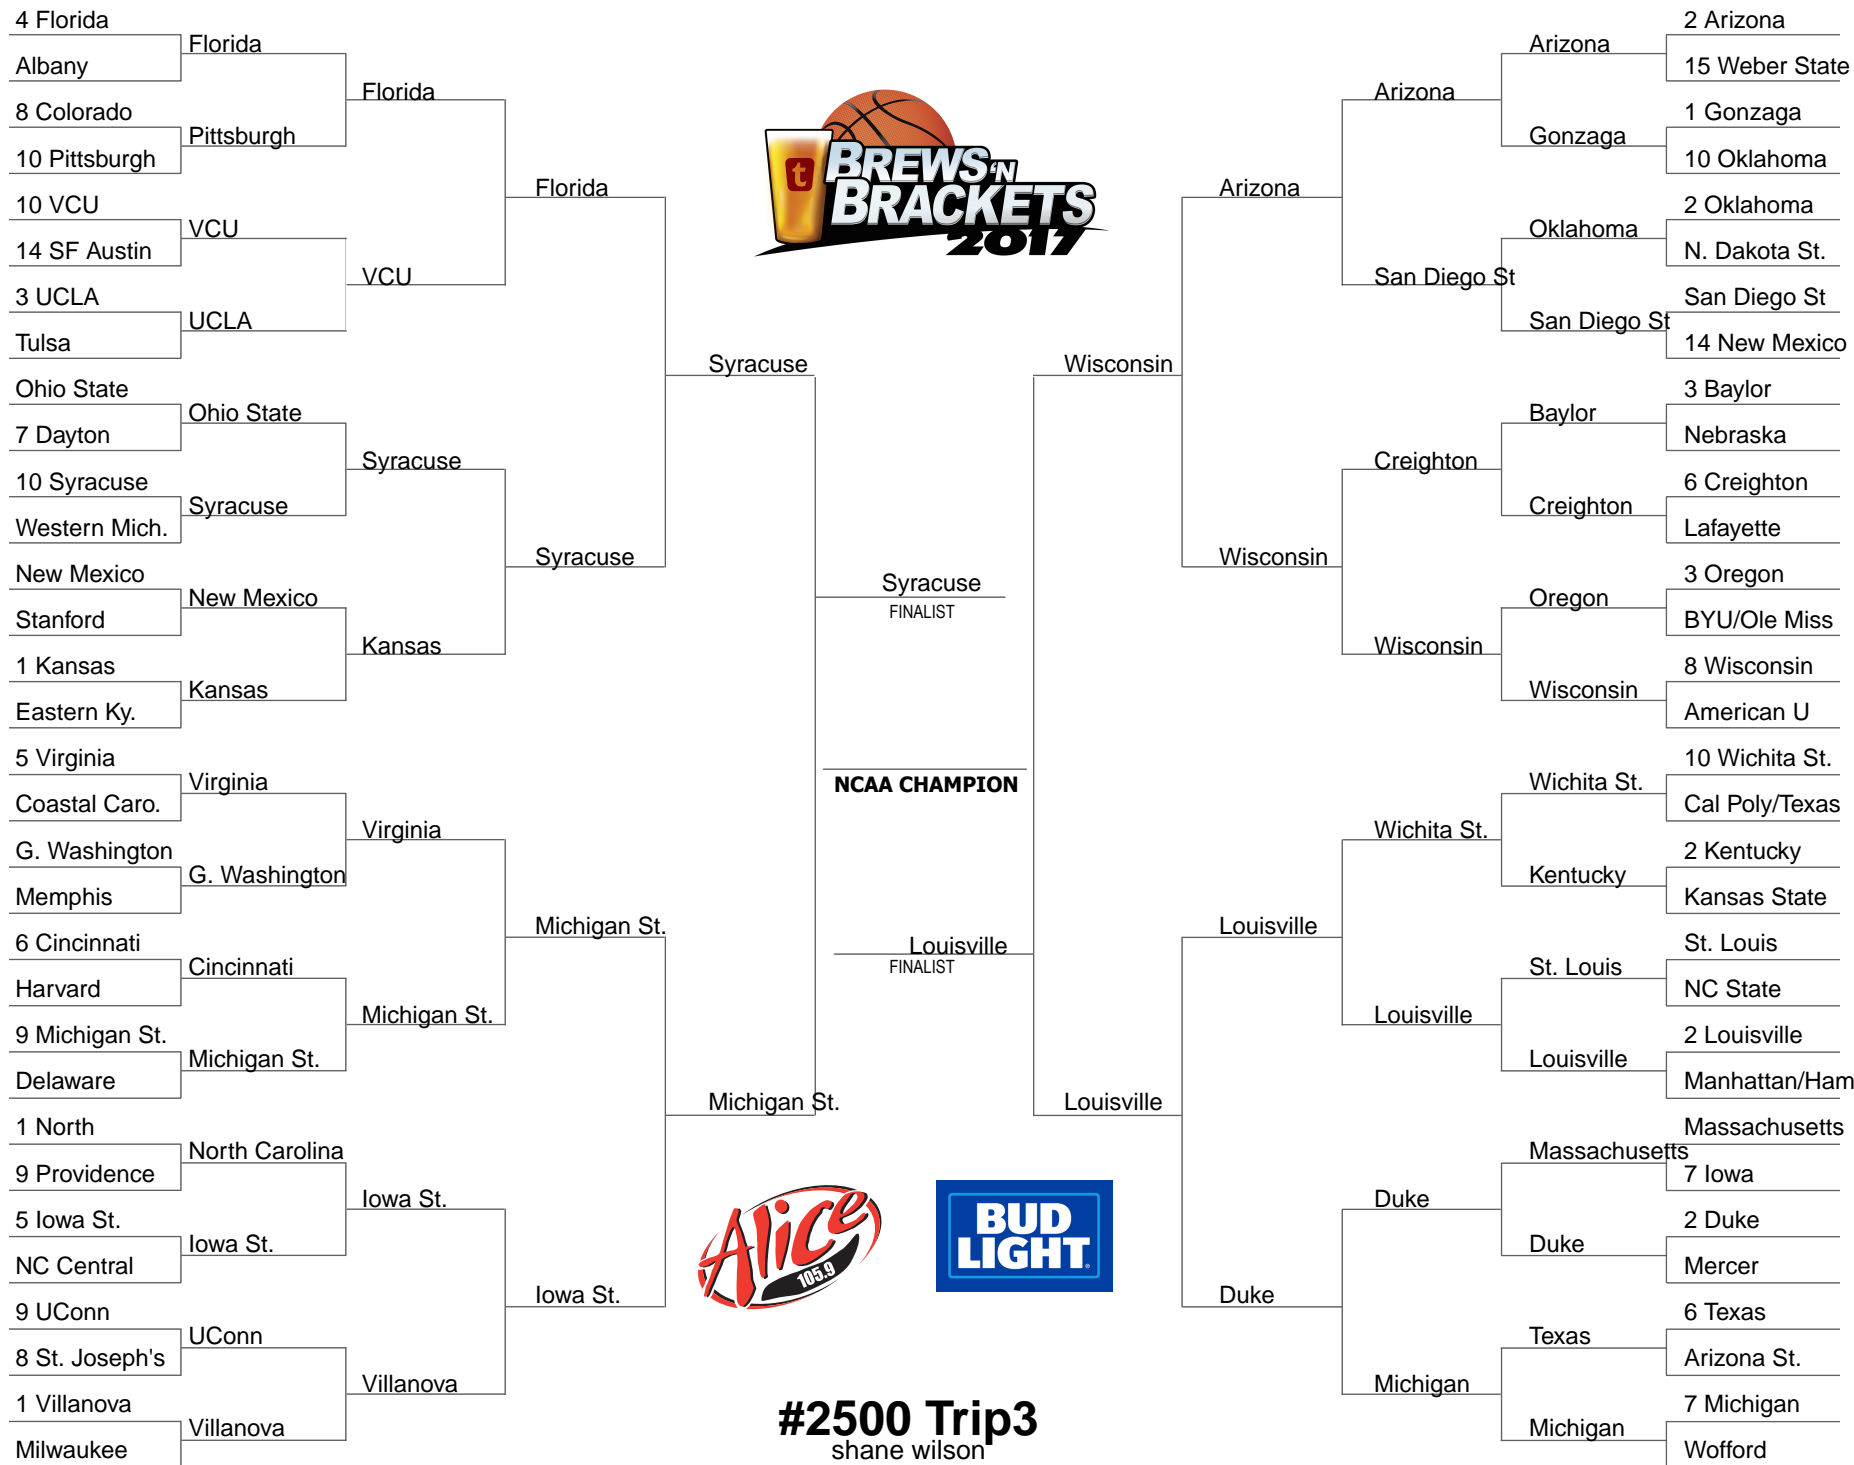 4 Florida
Albany
8 Colorado
10 Pittsburgh
10 VCU
14 SF Austin
3 UCLA
Tulsa
Ohio State
7 Dayton
10 Syracuse
Western Mich.
New Mexico
Stanford
1 Kansas
Eastern Ky.
5 Virginia
Coastal Caro.
G. Washington
Memphis
6 Cincinnati
Harvard
9 Michigan St.
Delaware
1 North
9 Providence
5 Iowa St.
NC Central
9 UConn
8 St. Joseph's
1 Villanova
Milwaukee
Florida
Pittsburgh
VCU
UCLA
Ohio State
Syracuse
New Mexico
Kansas
Virginia
G. Washington
Cincinnati
Michigan St.
North Carolina
Iowa St.
UConn
Villanova
Florida
VCU
Syracuse
Kansas
Virginia
Michigan St.
Iowa St.
Villanova
Florida
Syracuse
Michigan St.
Iowa St.
Syracuse
Michigan St.
t
BREWS 'N
BRACKETS
2017
Syracuse
FINALIST
NCAA CHAMPION
Louisville
FINALIST
Alice
105.9
BUD
LIGHT
#2500 Trip3
shane wilson
Wisconsin
Louisville
Arizona
Wisconsin
Louisville
Duke
Arizona
San Diego St
Creighton
Wisconsin
Wichita St.
Louisville
Duke
Michigan
Arizona
Gonzaga
Oklahoma
San Diego St
Baylor
Creighton
Oregon
Wisconsin
Wichita St.
Kentucky
St. Louis
Louisville
Massachusetts
Duke
Texas
Michigan
2 Arizona
15 Weber State
1 Gonzaga
10 Oklahoma
2 Oklahoma
N. Dakota St.
San Diego St
14 New Mexico
3 Baylor
Nebraska
6 Creighton
Lafayette
3 Oregon
BYU/Ole Miss
8 Wisconsin
American U
10 Wichita St.
Cal Poly/Texas
2 Kentucky
Kansas State
St. Louis
NC State
2 Louisville
Manhattan/Ham
Massachusetts
7 Iowa
2 Duke
Mercer
6 Texas
Arizona St.
7 Michigan
Wofford